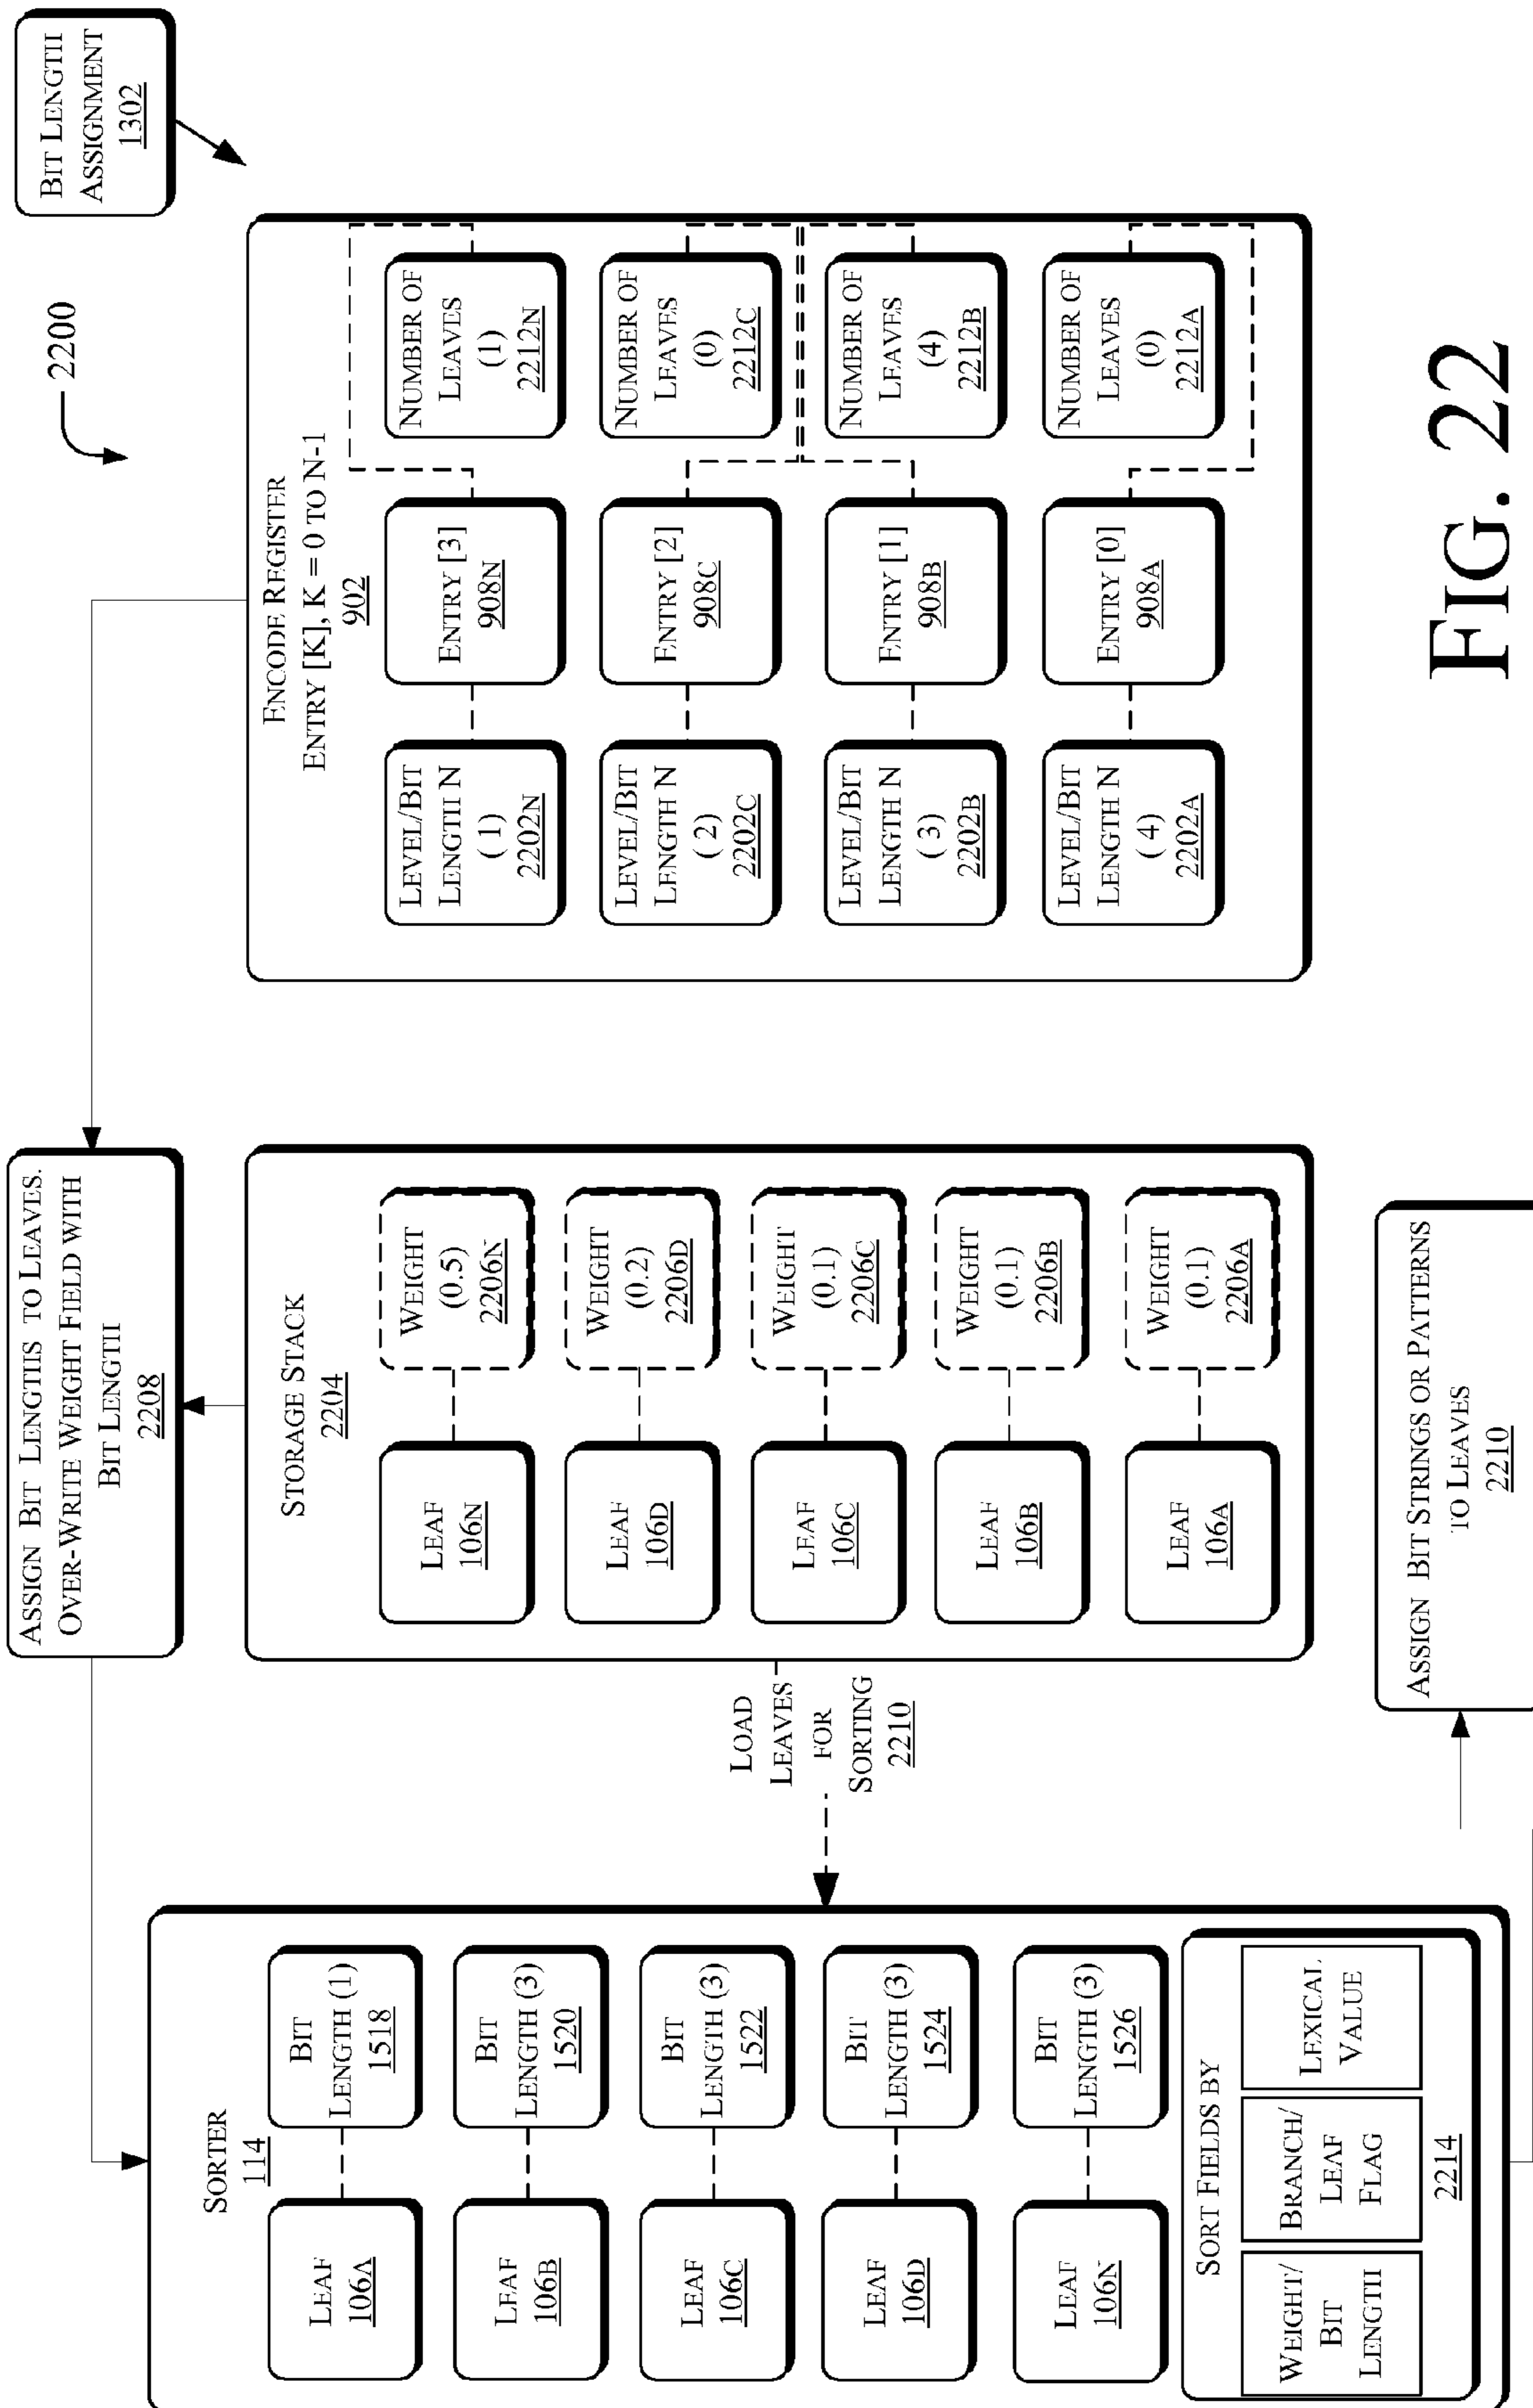 2200
BIT LENGTH
ASSIGNMENT
1302
ASSIGN BIT LENGTHS TO LEAVES.
OVER-WRITE WEIGHT FIELD WITH
BIT LENGTH
2208
SORTER
114
LEAF
106A
BIT
LENGTH (1)
1518
LEAF
106B
BIT
LENGTH (3)
1520
LEAF
106C
BIT
LENGTH (3)
1522
LEAF
106D
BIT
LENGTH (3)
1524
LEAF
106N
BIT
LENGTH (3)
1526
SORT FIELDS BY
WEIGHT/
BIT
LENGTH
BRANCH/
LEAF
FLAG
LEXICAL
VALUE
2214
LOAD
LEAVES
FOR
SORTING
2210
STORAGE STACK
2204
LEAF
106N
WEIGHT
(0.5)
2206N
LEAF
106D
WEIGHT
(0.2)
2206D
LEAF
106C
WEIGHT
(0.1)
2206C
LEAF
106B
WEIGHT
(0.1)
2206B
LEAF
106A
WEIGHT
(0.1)
2206A
ASSIGN BIT STRINGS OR PATTERNS
TO LEAVES
2210
ENCODE REGISTER
ENTRY [K], K = 0 TO N-1
902
LEVEL/BIT
LENGTH N
(1)
2202N
ENTRY [3]
908N
NUMBER OF
LEAVES
(1)
2212N
LEVEL/BIT
LENGTH N
(2)
2202C
ENTRY [2]
908C
NUMBER OF
LEAVES
(0)
2212C
LEVEL/BIT
LENGTH N
(3)
2202B
ENTRY [1]
908B
NUMBER OF
LEAVES
(4)
2212B
LEVEL/BIT
LENGTH N
(4)
2202A
ENTRY [0]
908A
NUMBER OF
LEAVES
(0)
2212A
FIG. 22